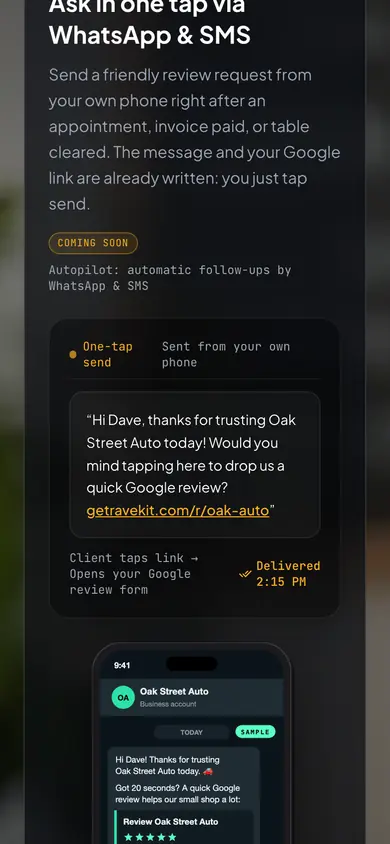 Ask in one tap via
WhatsApp & SMS
Send a friendly review request from
your own phone right after an
appointment, invoice paid, or table
cleared. The message and your Google
link are already written: you just tap
send.
COMING SOON
Autopilot: automatic follow-ups by
WhatsApp & SMS
One-tap
send
Sent from your own
phone
“Hi Dave, thanks for trusting Oak
Street Auto today! Would you
mind tapping here to drop us a
quick Google review?
getravekit.com/r/oak-auto”
Client taps link →
Opens your Google
review form
Delivered
2:15 PM
9:41
OA
Oak Street Auto
Business account
TODAY
SAMPLE
Hi Dave! Thanks for trusting
Oak Street Auto today. 🚗
Got 20 seconds? A quick Google
review helps our small shop a lot:
Review Oak Street Auto
★★★★★